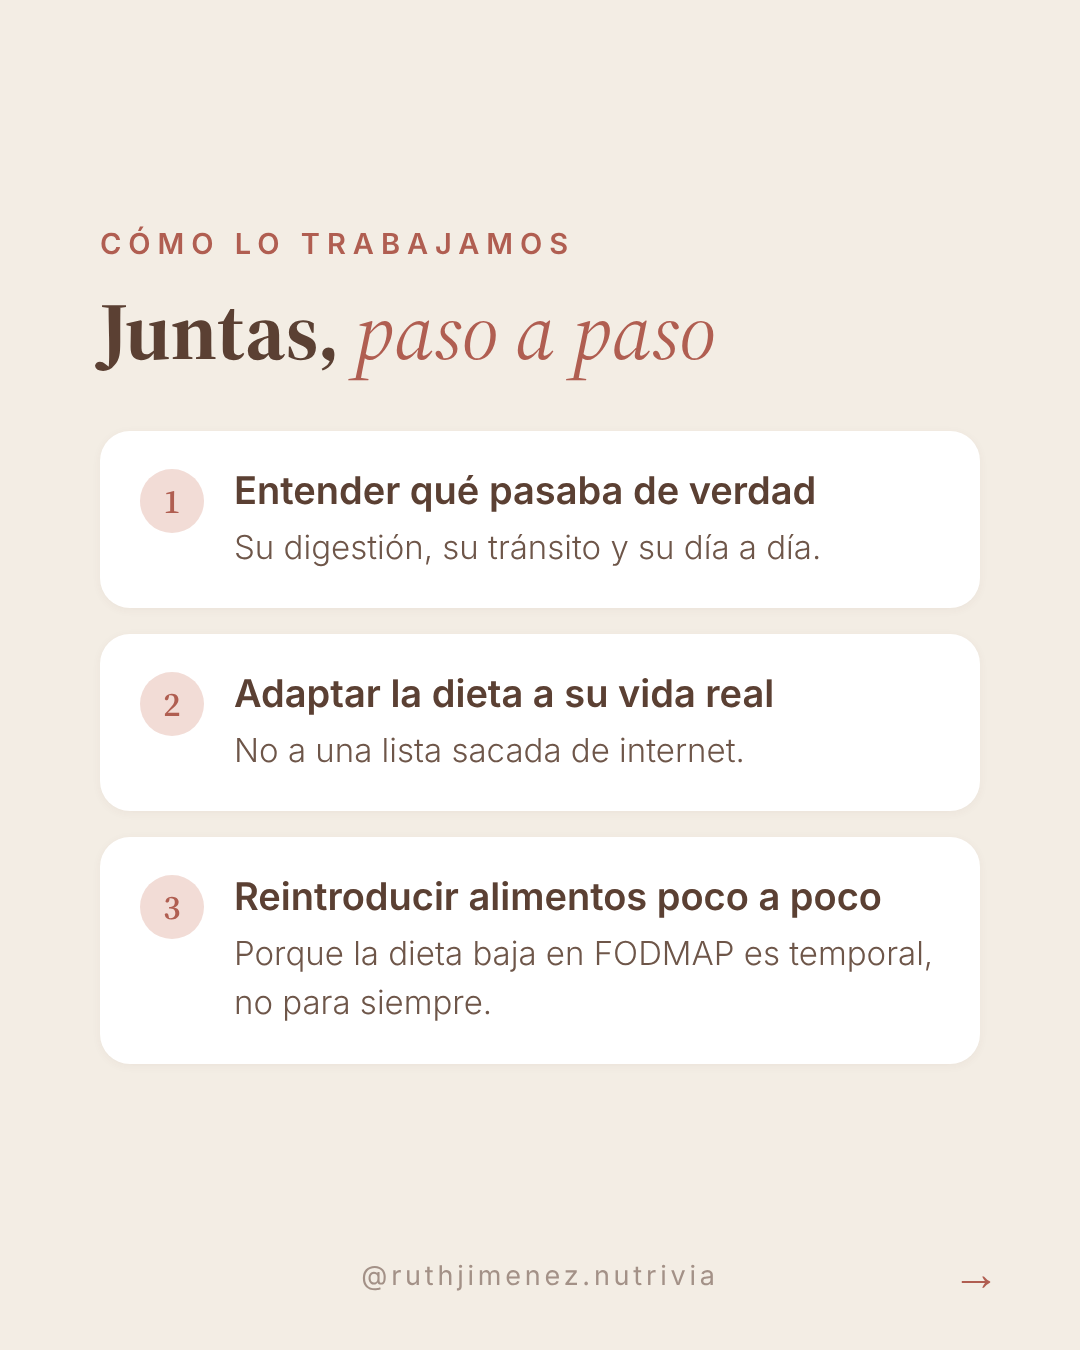 CÓMO LO TRABAJAMOS
Juntas, paso a paso
1
Entender qué pasaba de verdad
Su digestión, su tránsito y su día a día.
2
Adaptar la dieta a su vida real
No a una lista sacada de internet.
3
Reintroducir alimentos poco a poco
Porque la dieta baja en FODMAP es temporal,
no para siempre.
@ruthjimenez.nutrivia
→